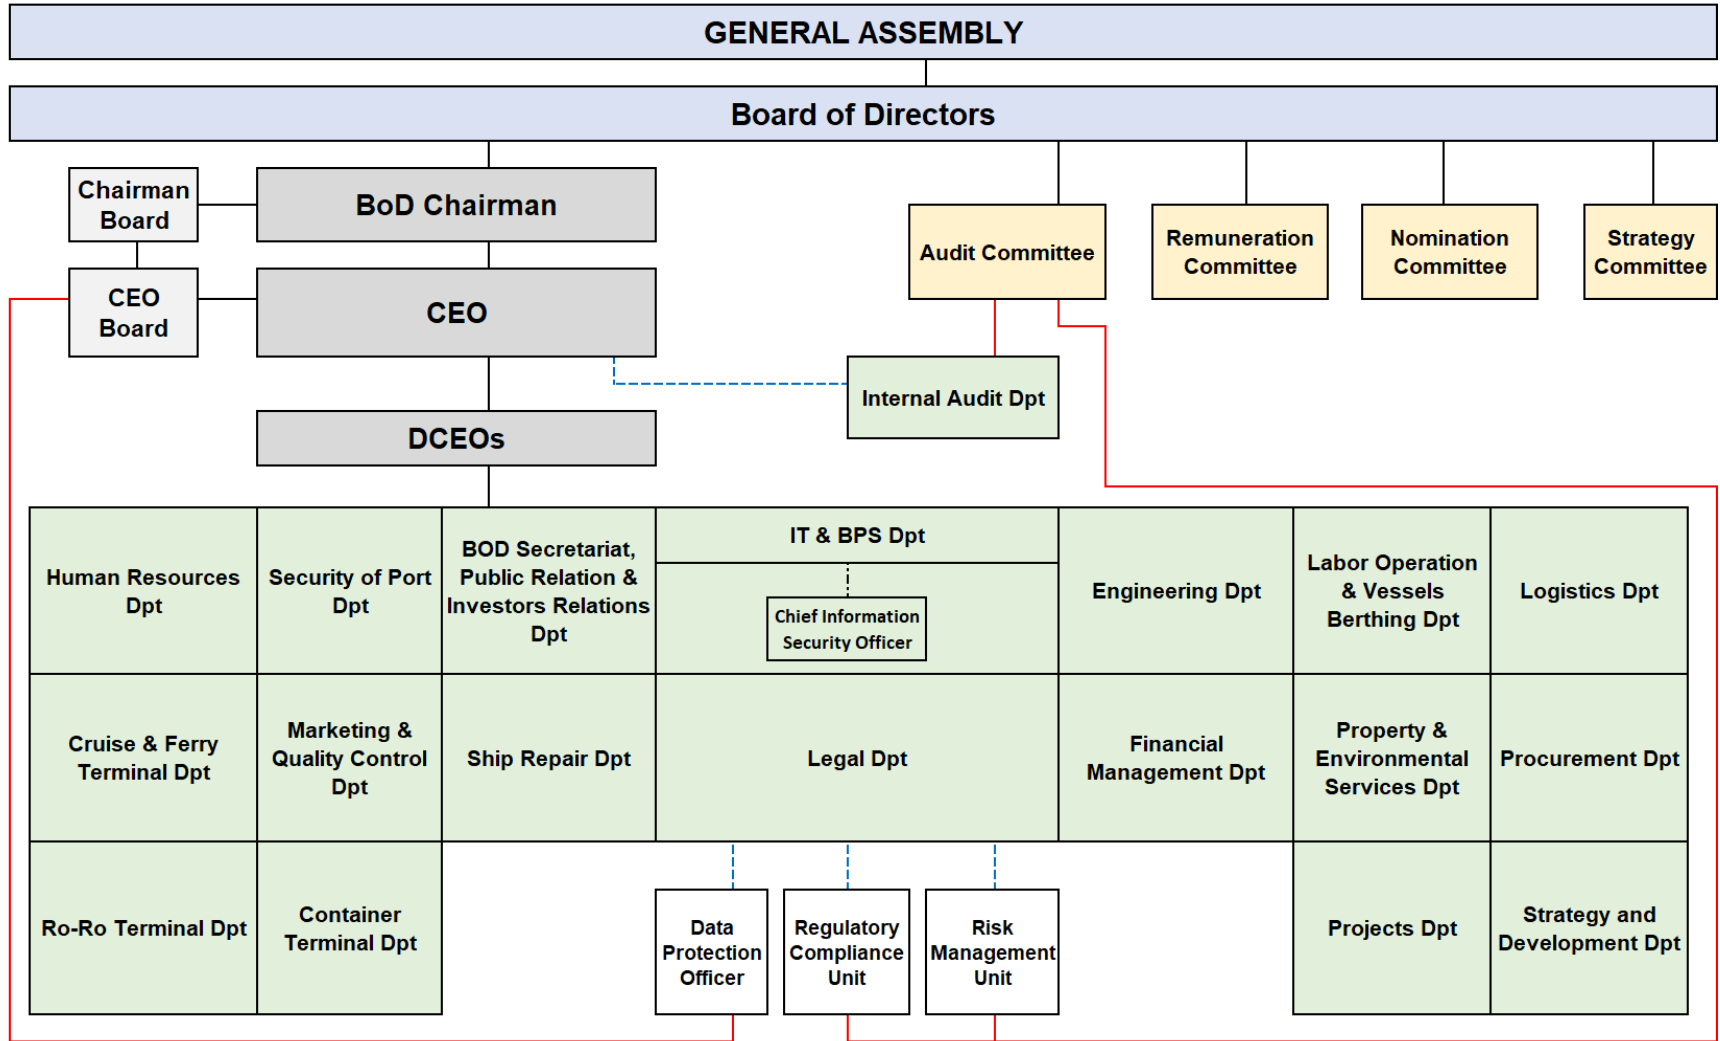 GENERAL ASSEMBLY
Board of Directors
Chairman
Board
BoD Chairman
CEO
Board
CEO
Audit Committee
Remuneration
Committee
Nomination
Committee
Strategy
Committee
Internal Audit Dpt
DCEOs
Human Resources
Dpt
Security of Port
Dpt
BOD Secretariat,
Public Relation &
Investors Relations
Dpt
IT & BPS Dpt
Chief Information
Security Officer
Engineering Dpt
Labor Operation
& Vessels
Berthing Dpt
Logistics Dpt
Cruise & Ferry
Terminal Dpt
Marketing &
Quality Control
Dpt
Ship Repair Dpt
Legal Dpt
Financial
Management Dpt
Property &
Environmental
Services Dpt
Procurement Dpt
Ro-Ro Terminal Dpt
Container
Terminal Dpt
Data
Protection
Officer
Regulatory
Compliance
Unit
Risk
Management
Unit
Projects Dpt
Strategy and
Development Dpt